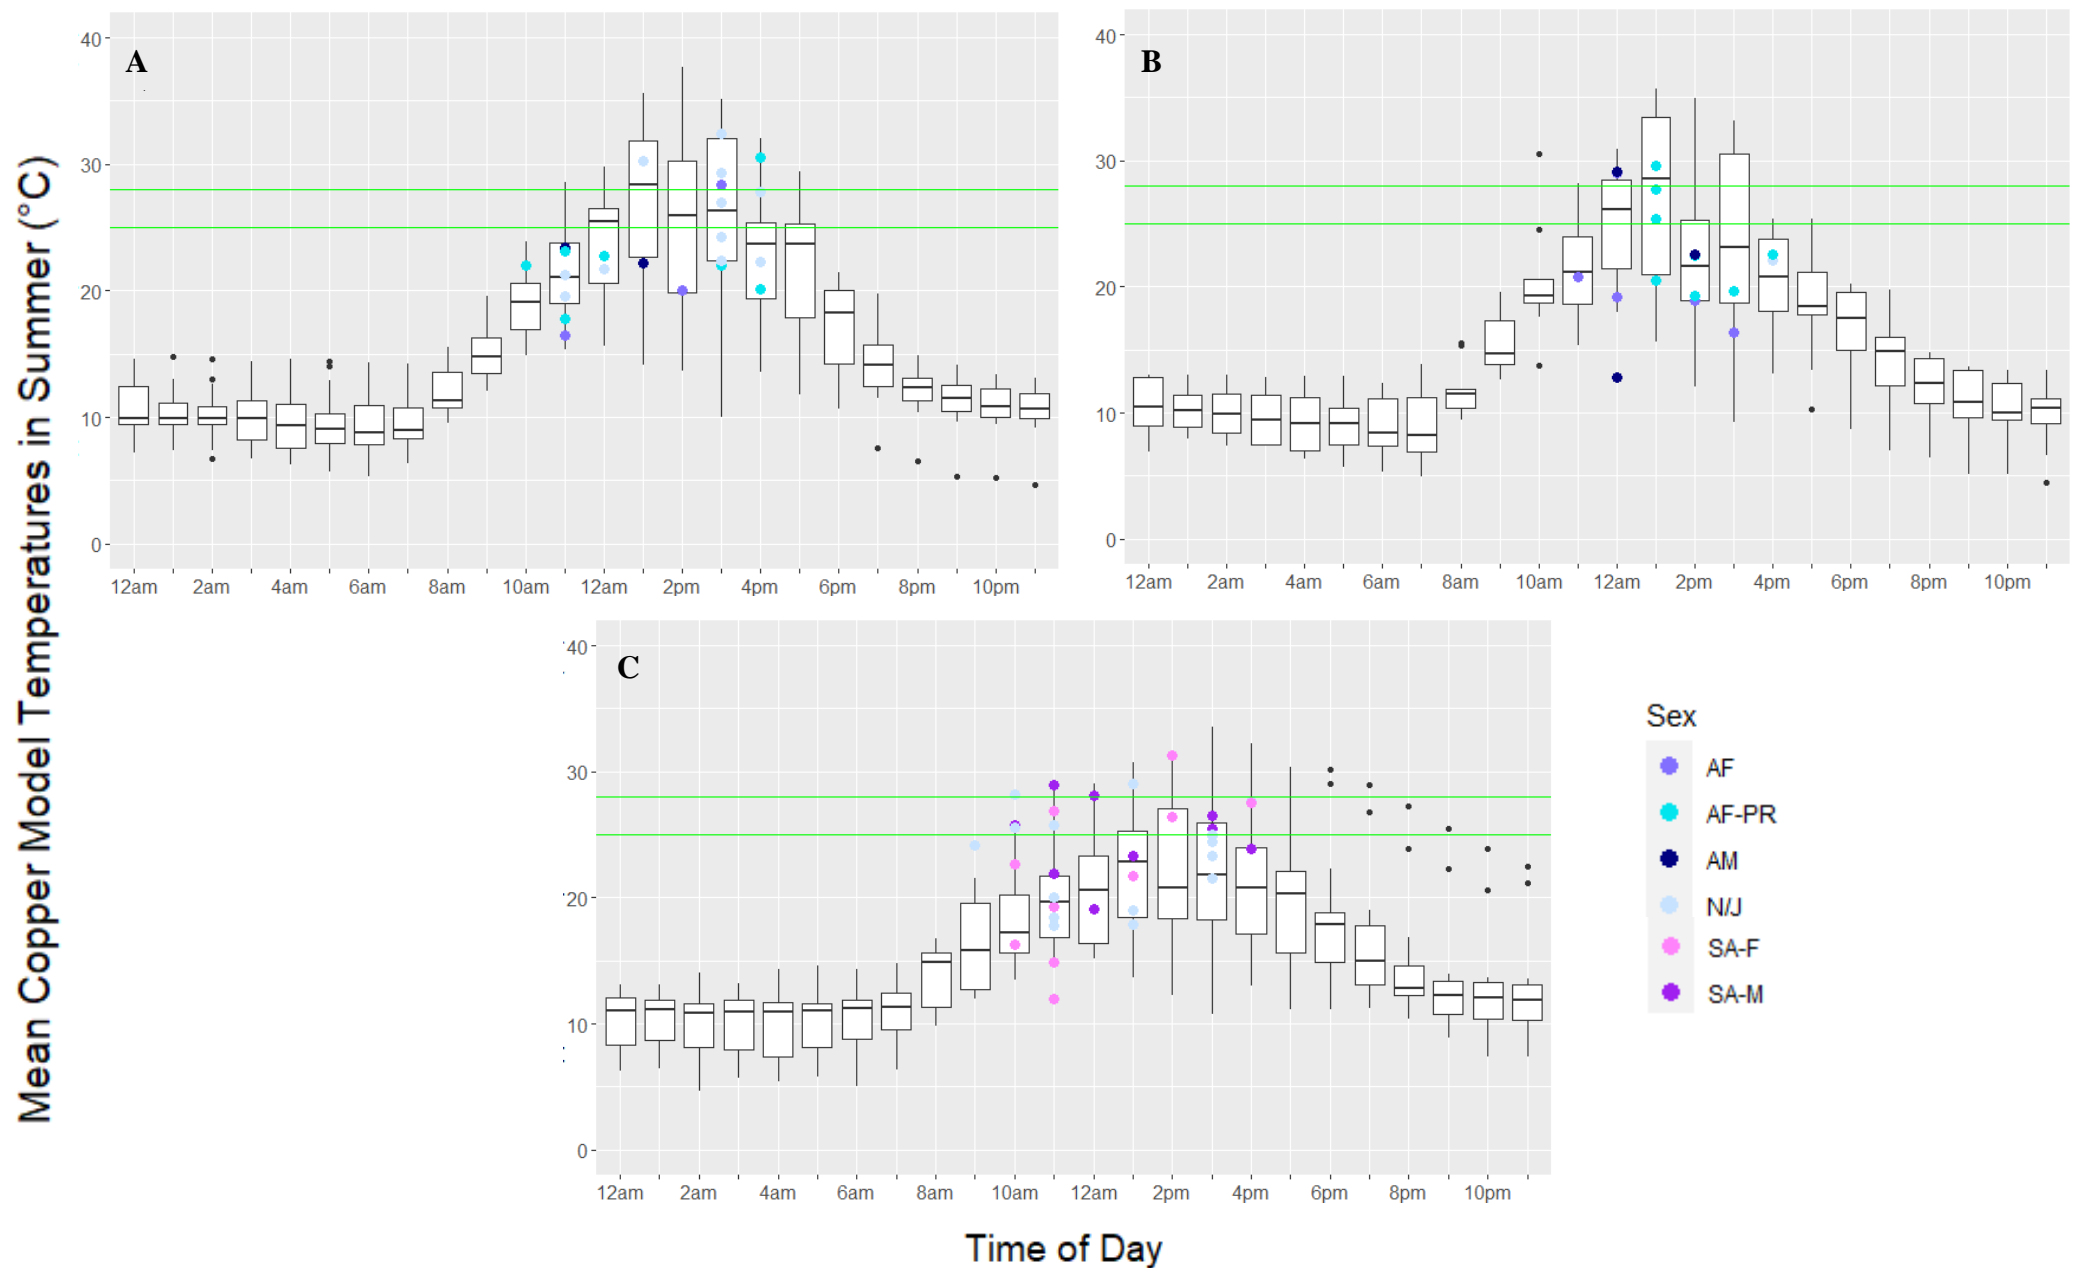 Mean Copper Model Temperatures in Summer (°C)
A
40
30
20
10
0
12am 2am 4am 6am 8am 10am 12am 2pm 4pm 6pm 8pm 10pm
B
40
30
20
10
0
12am 2am 4am 6am 8am 10am 12am 2pm 4pm 6pm 8pm 10pm
C
40
30
20
10
0
12am 2am 4am 6am 8am 10am 12am 2pm 4pm 6pm 8pm 10pm
Time of Day
Sex
AF
AF-PR
AM
N/J
SA-F
SA-M